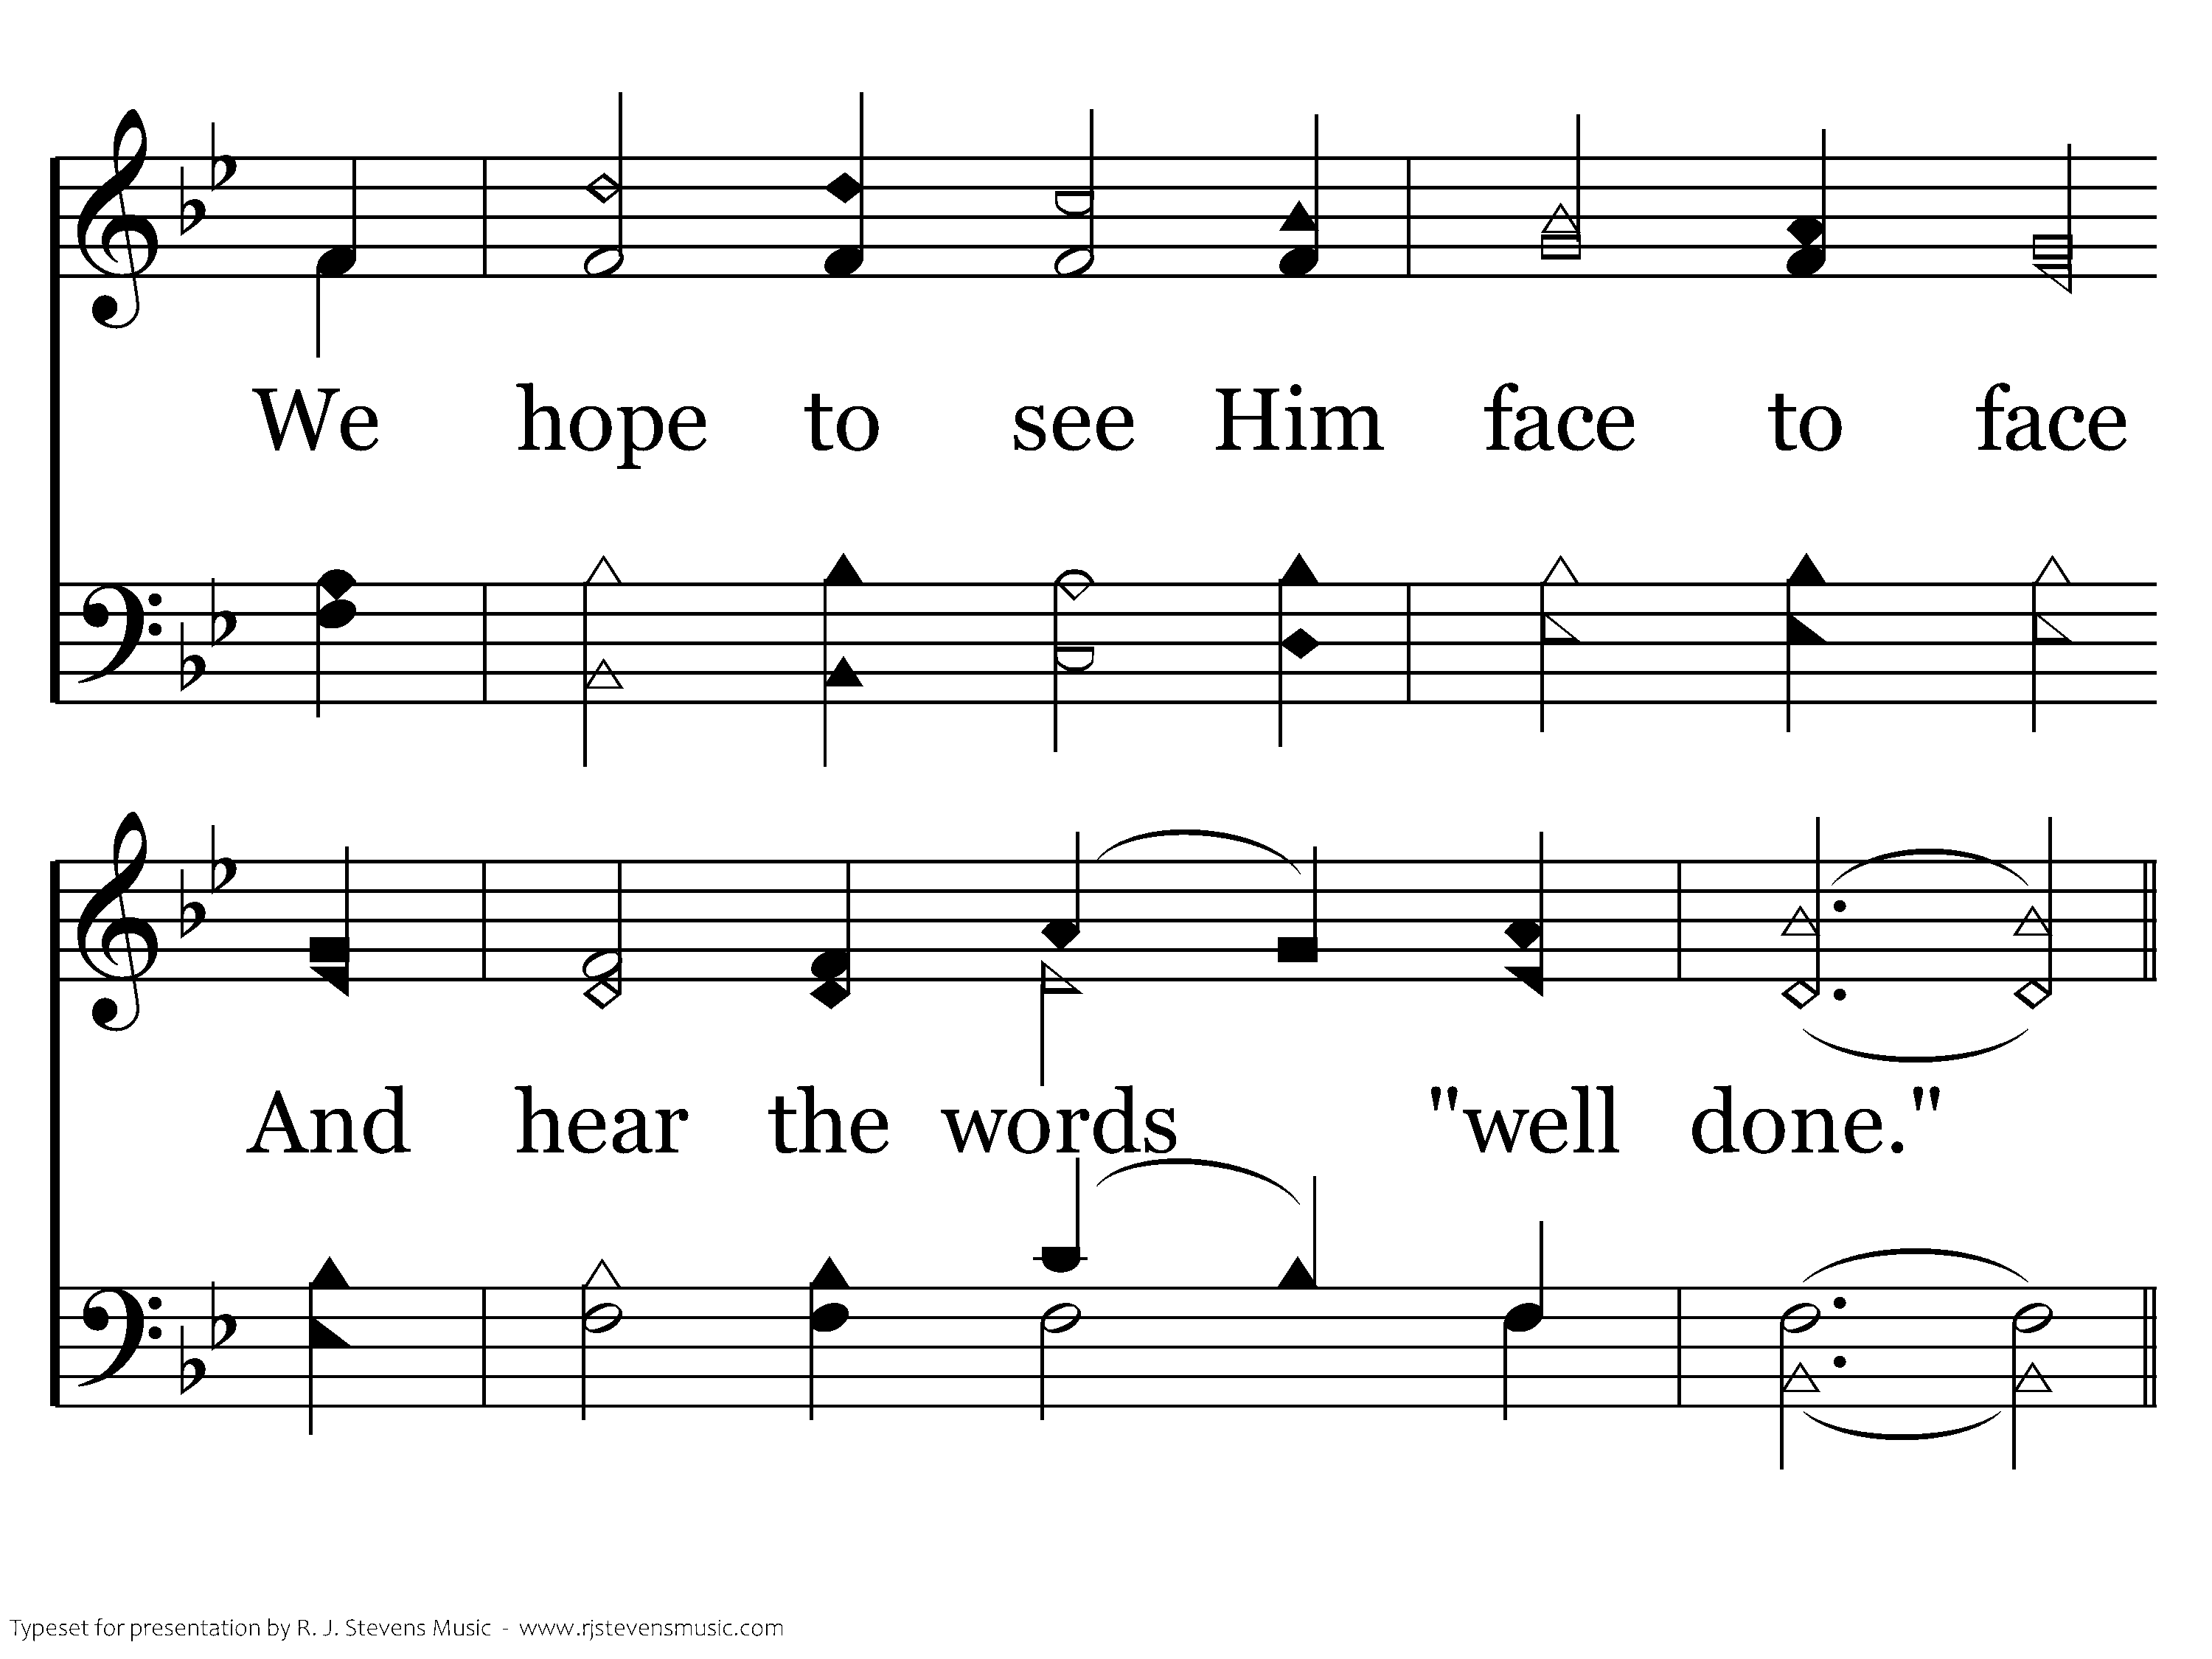 We hope to see Him face to face
And hear the words "well done."
Typeset for presentation by R. J. Stevens Music - www.rjstevensmusic.com